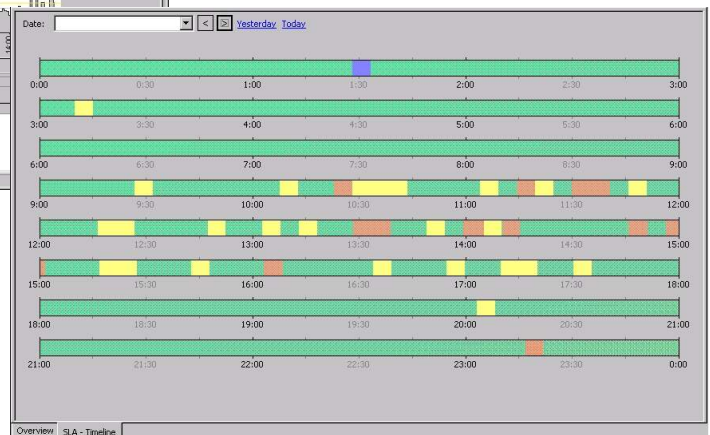 14:00
Date: < > Yesterday Today
0:00 0:30 1:00 1:30 2:00 2:30 3:00
3:00 3:30 4:00 4:30 5:00 5:30 6:00
6:00 6:30 7:00 7:30 8:00 8:30 9:00
9:00 9:30 10:00 10:30 11:00 11:30 12:00
12:00 12:30 13:00 13:30 14:00 14:30 15:00
15:00 15:30 16:00 16:30 17:00 17:30 18:00
18:00 18:30 19:00 19:30 20:00 20:30 21:00
21:00 21:30 22:00 22:30 23:00 23:30 0:00
Overview SLA - Timeline